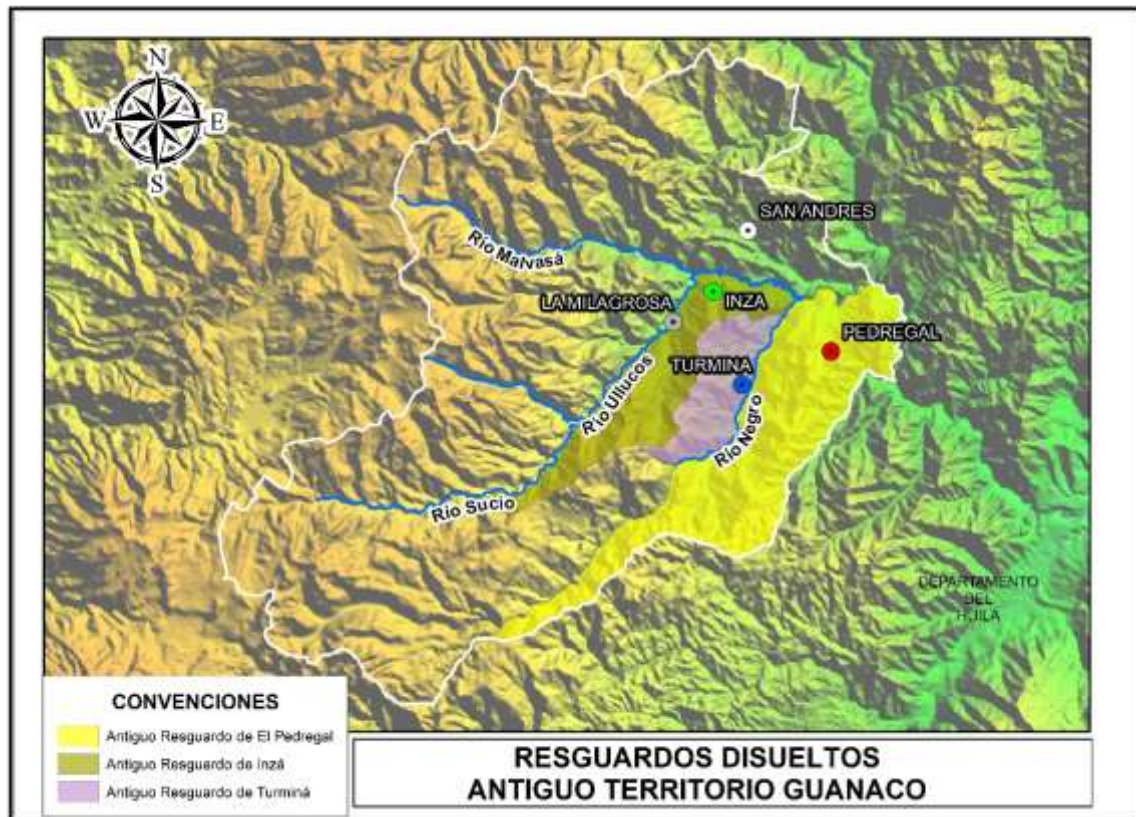 N
W E
S
SAN ANDRES
Río Malvasá
LA MILAGROSA
INZA
PEDREGAL
TURMINA
Río Ullucos
Río Negro
Río Sucio
DEPARTAMENTO
DEL
HUILA
CONVENCIONES
Antiguo Resguardo de El Pedregal
Antiguo Resguardo de Inzá
Antiguo Resguardo de Turminá
RESGUARDOS DISUELTOS
ANTIGUO TERRITORIO GUANACO